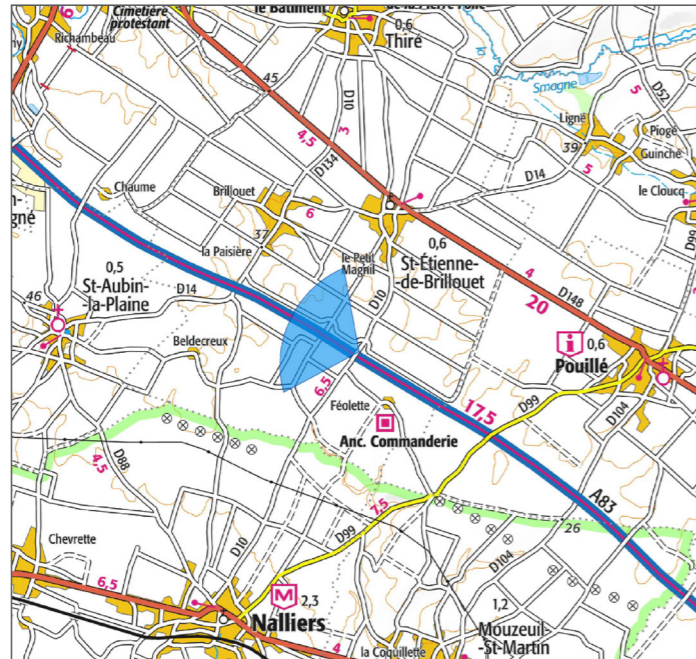 Cimetière
protestant
le Bâtiment
Richambeau
0,6
Thiré
6
45
D10
3
4,5
D134
Smagne
D52
5
Ligné
39
Piogé
Guinché
5
le Cloucq
D14
Chaume
Brillouet
6
37
la Paisière
le Petit
Magnil
0,6
St-Étienne
-de-Brillouet
D10
4
D148
20
46
0,5
St-Aubin
-la-Plaine
D14
Beldecreux
6,5
Féolette
Anc. Commanderie
17,5
D99
i
0,6
Pouillé
D104
A83
4,5
D88
D10
7,5
D99
26
D104
Chevrette
6,5
M
2,3
Nalliers
4
la Coquillette
1,2
Mouzeuil
-St-Martin